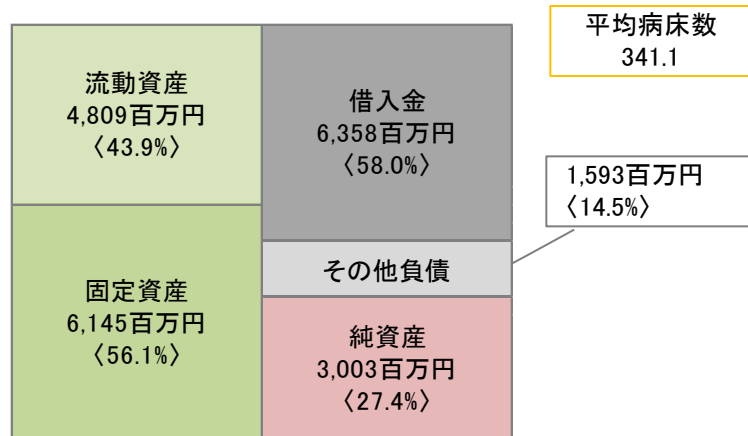 流動資産
4,809百万円
〈43.9%〉
固定資産
6,145百万円
〈56.1%〉
借入金
6,358百万円
〈58.0%〉
その他負債
純資産
3,003百万円
〈27.4%〉
平均病床数
341.1
1,593百万円
〈14.5%〉